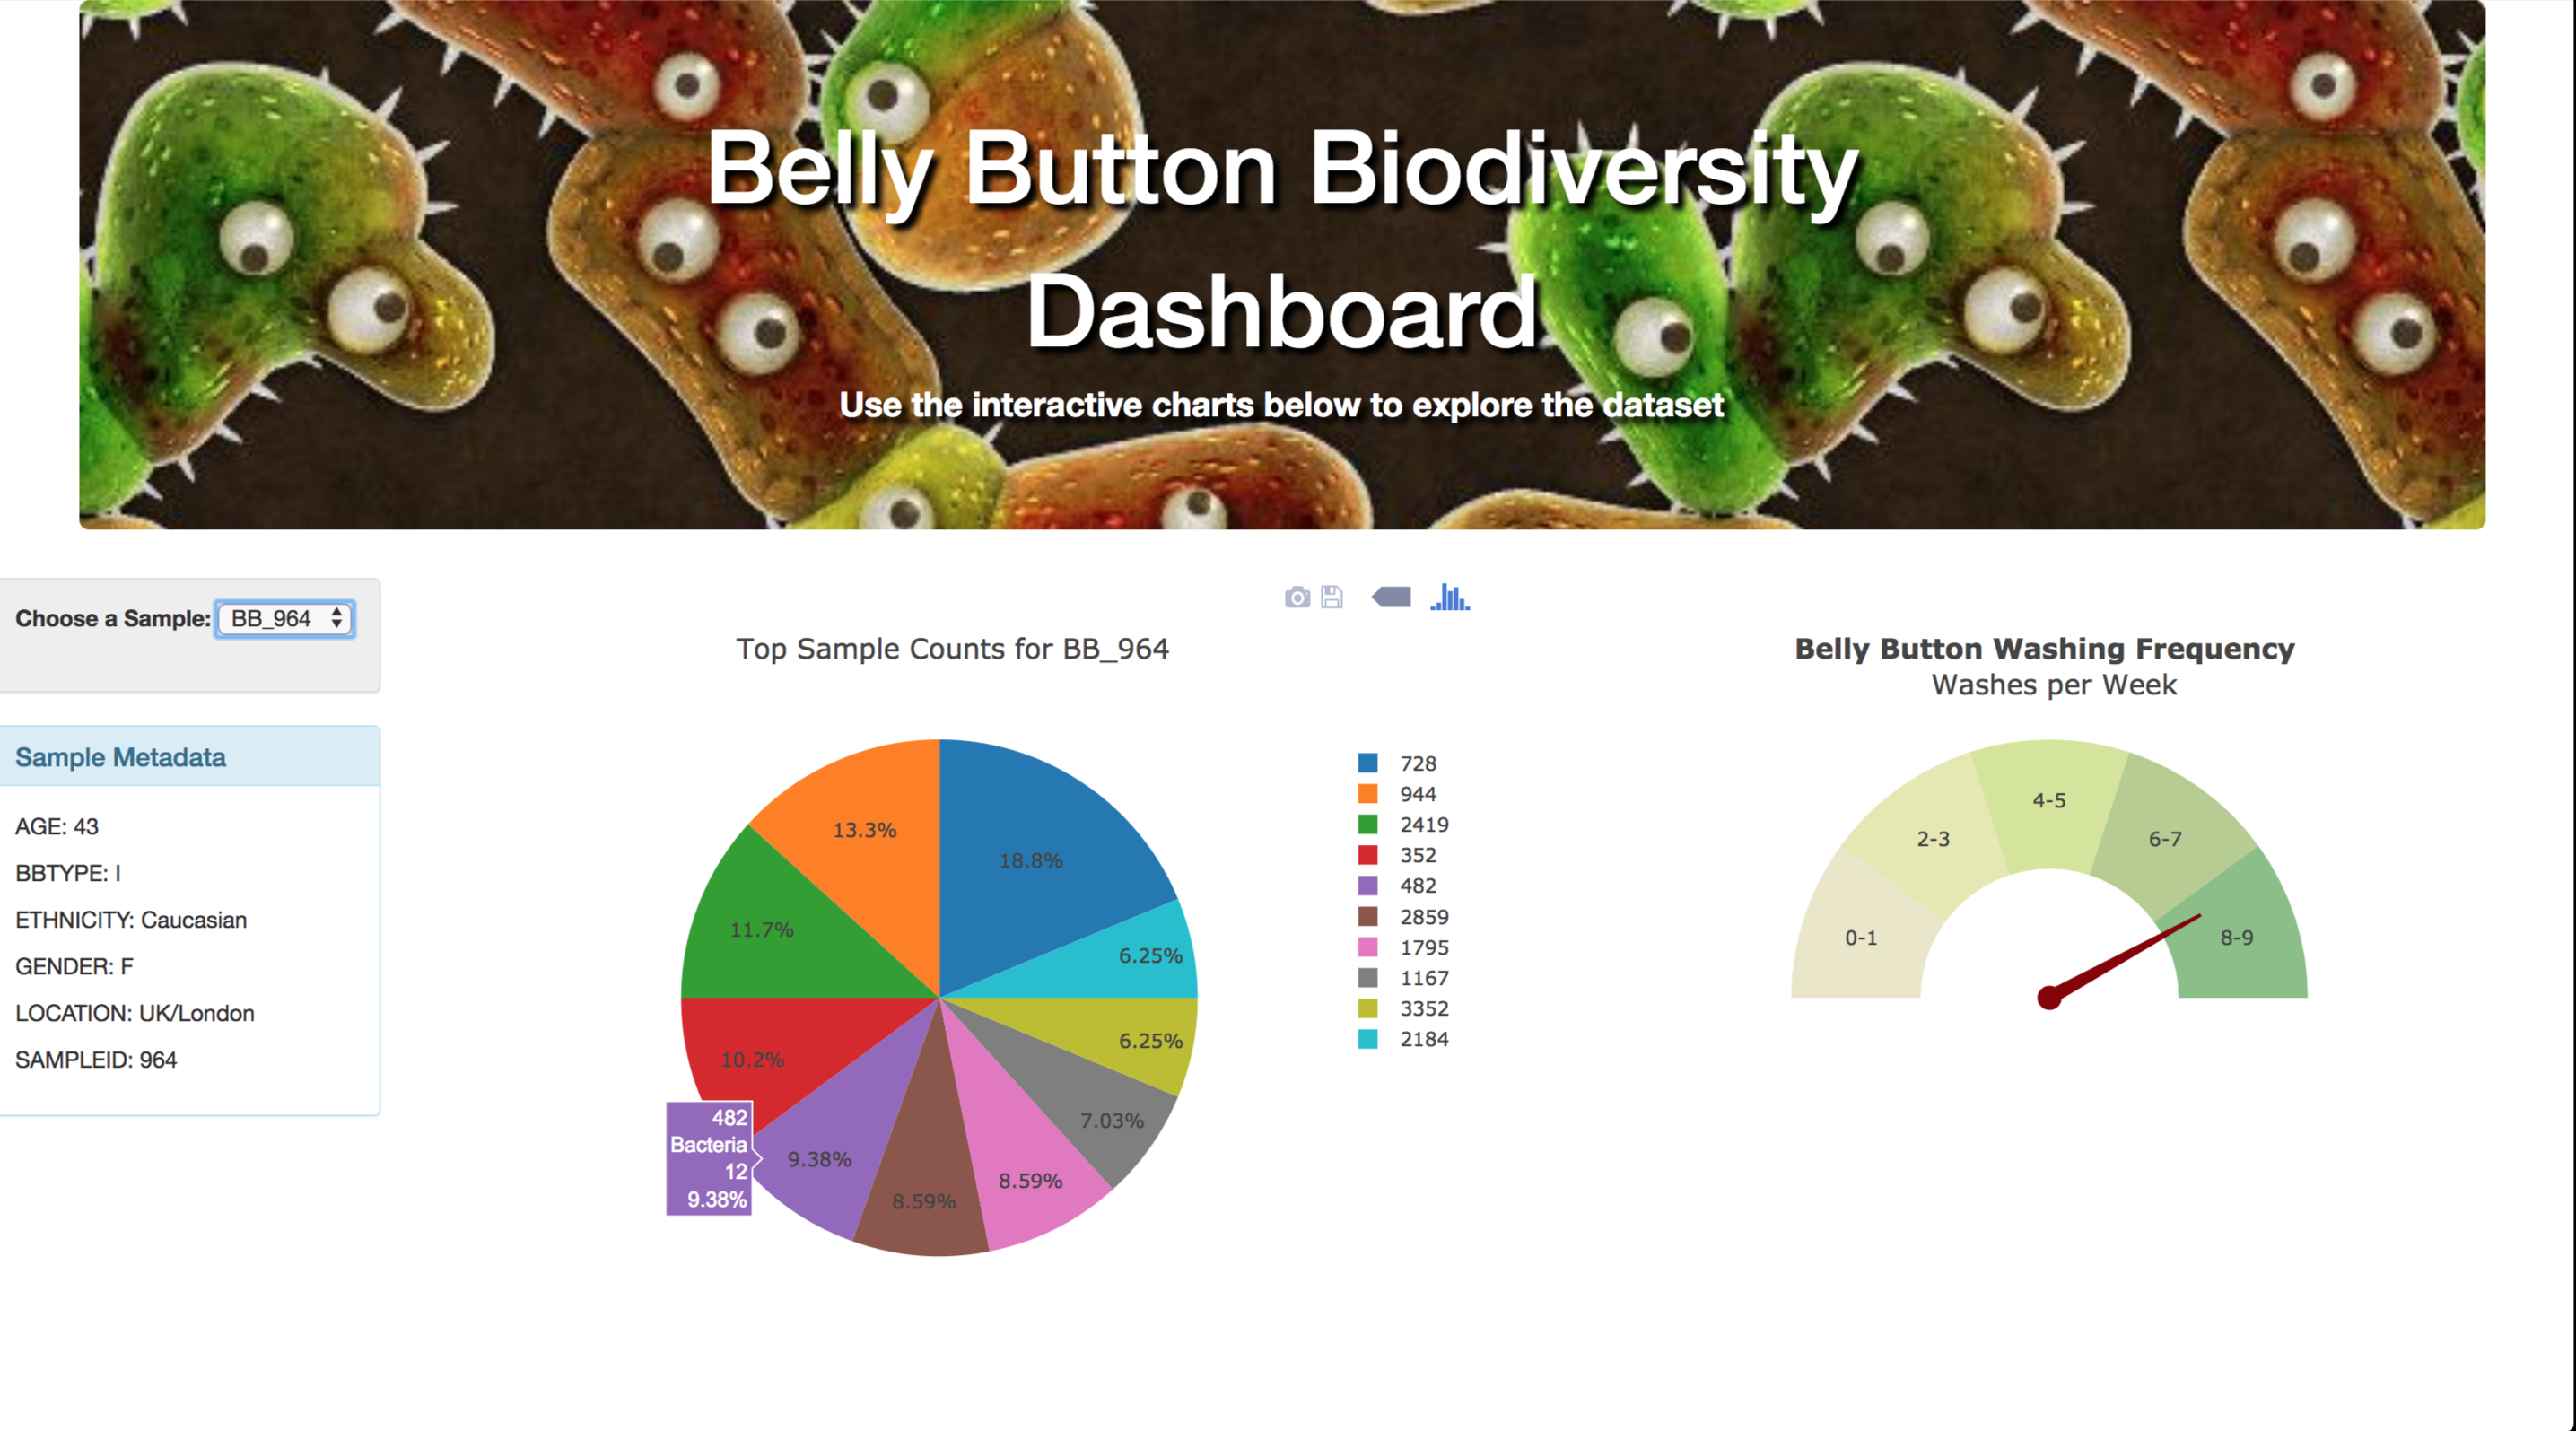 Belly Button Biodiversity
Dashboard
Use the interactive charts below to explore the dataset
Choose a Sample: BB_964
Sample Metadata
AGE: 43
BBTYPE: I
ETHNICITY: Caucasian
GENDER: F
LOCATION: UK/London
SAMPLEID: 964
Top Sample Counts for BB_964
13.3%
18.8%
11.7%
6.25%
10.2%
6.25%
7.03%
9.38%
8.59%
8.59%
482
Bacteria
12
9.38%
728
944
2419
352
482
2859
1795
1167
3352
2184
Belly Button Washing Frequency
Washes per Week
0-1
2-3
4-5
6-7
8-9